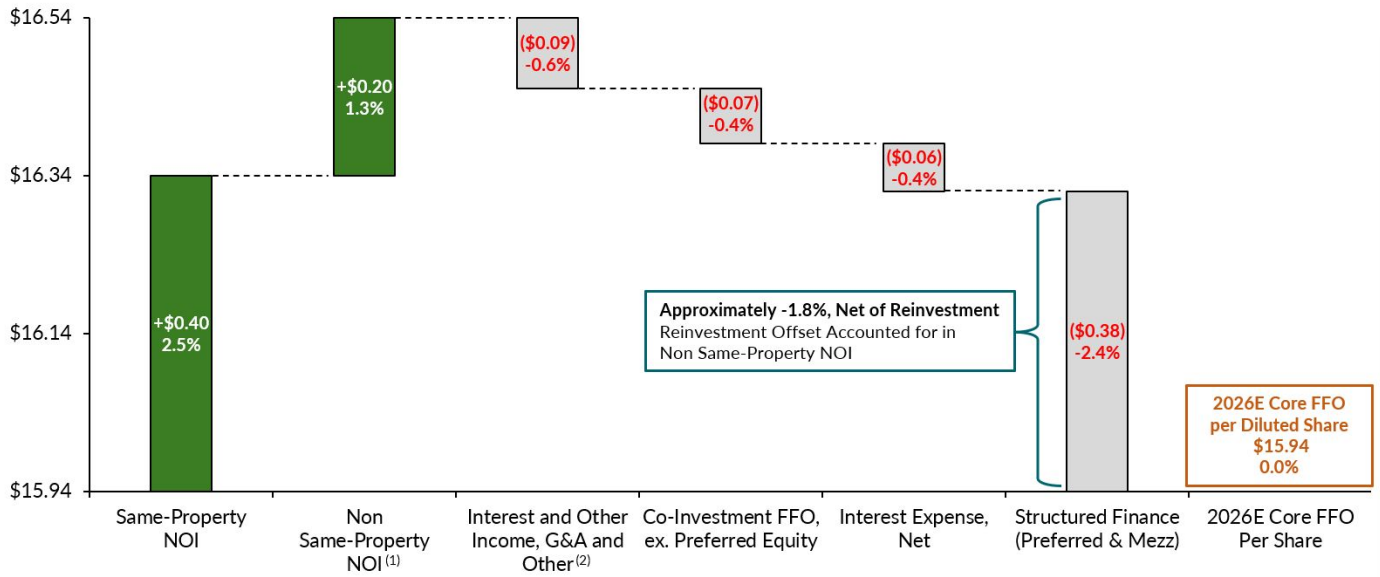 $16.54
$16.34
$16.14
$15.94
+$0.40
2.5%
+$0.20
1.3%
($0.09)
-0.6%
($0.07)
-0.4%
($0.06)
-0.4%
($0.38)
-2.4%
Approximately -1.8%, Net of Reinvestment
Reinvestment Offset Accounted for in
Non Same-Property NOI
2026E Core FFO
per Diluted Share
$15.94
0.0%
Same-Property
NOI
Non
Same-Property
NOI (1)
Interest and Other
Income, G&A and
Other (2)
Co-Investment FFO,
ex. Preferred Equity
Interest Expense,
Net
Structured Finance
(Preferred & Mezz)
2026E Core FFO
Per Share